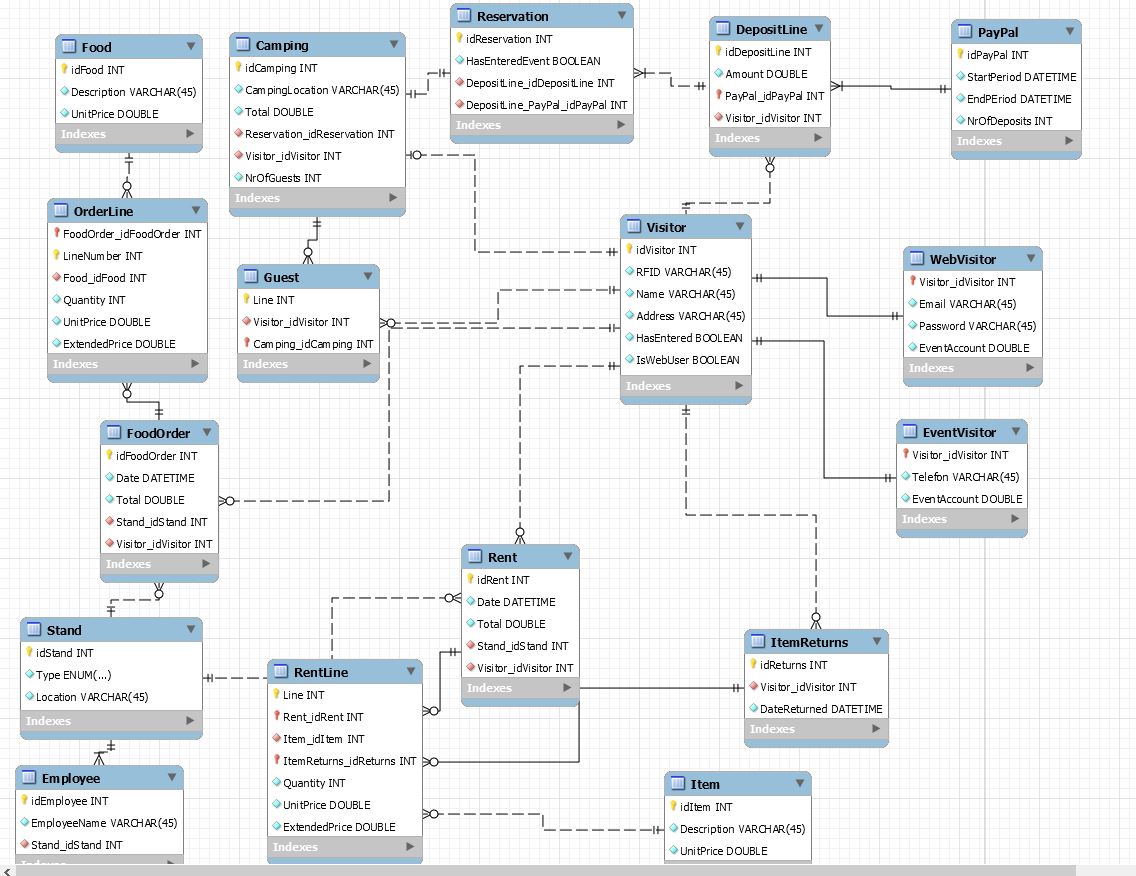 Food
idFood INT
Description VARCHAR(45)
UnitPrice DOUBLE
Indexes
Camping
idCamping INT
CampingLocation VARCHAR(45)
Total DOUBLE
Reservation_idReservation INT
Visitor_idVisitor INT
NrOfGuests INT
Indexes
Reservation
idReservation INT
HasEnteredEvent BOOLEAN
DepositLine_idDepositLine INT
DepositLine_PayPal_idPayPal INT
Indexes
DepositLine
idDepositLine INT
Amount DOUBLE
PayPal_idPayPal INT
Visitor_idVisitor INT
Indexes
PayPal
idPayPal INT
StartPeriod DATETIME
EndPEriod DATETIME
NrOfDeposits INT
Indexes
OrderLine
FoodOrder_idFoodOrder INT
LineNumber INT
Food_idFood INT
Quantity INT
UnitPrice DOUBLE
ExtendedPrice DOUBLE
Indexes
Guest
Line INT
Visitor_idVisitor INT
Camping_idCamping INT
Indexes
Visitor
idVisitor INT
RFID VARCHAR(45)
Name VARCHAR(45)
Address VARCHAR(45)
HasEntered BOOLEAN
IsWebUser BOOLEAN
Indexes
WebVisitor
Visitor_idVisitor INT
Email VARCHAR(45)
Password VARCHAR(45)
EventAccount DOUBLE
Indexes
FoodOrder
idFoodOrder INT
Date DATETIME
Total DOUBLE
Stand_idStand INT
Visitor_idVisitor INT
Indexes
EventVisitor
Visitor_idVisitor INT
Telefon VARCHAR(45)
EventAccount DOUBLE
Indexes
Rent
idRent INT
Date DATETIME
Total DOUBLE
Stand_idStand INT
Visitor_idVisitor INT
Indexes
Stand
idStand INT
Type ENUM(...)
Location VARCHAR(45)
Indexes
RentLine
Line INT
Rent_idRent INT
Item_idItem INT
ItemReturns_idReturns INT
Quantity INT
UnitPrice DOUBLE
ExtendedPrice DOUBLE
Indexes
ItemReturns
idReturns INT
Visitor_idVisitor INT
DateReturned DATETIME
Indexes
Employee
idEmployee INT
EmployeeName VARCHAR(45)
Stand_idStand INT
Indexes
Item
idItem INT
Description VARCHAR(45)
UnitPrice DOUBLE